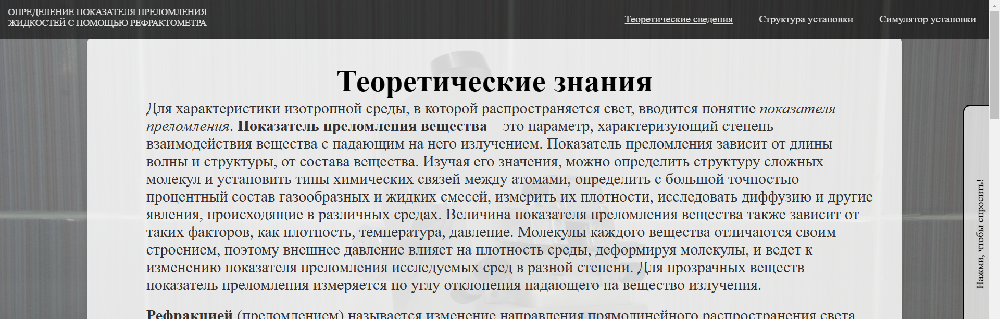 ОПРЕДЕЛЕНИЕ ПОКАЗАТЕЛЯ ПРЕЛОМЛЕНИЯ
ЖИДКОСТЕЙ С ПОМОЩЬЮ РЕФРАКТОМЕТРА
Теоретические сведения
Структура установки
Симулятор установки
Теоретические знания
Для характеристики изотропной среды, в которой распространяется свет, вводится понятие показателя
преломления. Показатель преломления вещества – это параметр, характеризующий степень
взаимодействия вещества с падающим на него излучением. Показатель преломления зависит от длины
волны и структуры, от состава вещества. Изучая его значения, можно определить структуру сложных
молекул и установить типы химических связей между атомами, определить с большой точностью
процентный состав газообразных и жидких смесей, измерить их плотности, исследовать диффузию и другие
явления, происходящие в различных средах. Величина показателя преломления вещества также зависит от
таких факторов, как плотность, температура, давление. Молекулы каждого вещества отличаются своим
строением, поэтому внешнее давление влияет на плотность среды, деформируя молекулы, и ведет к
изменению показателя преломления исследуемых сред в разной степени. Для прозрачных веществ
показатель преломления измеряется по углу отклонения падающего на вещество излучения.
Рефракцией (преломлением) называется изменение направления прямолинейного распространения света
Нажми, чтобы спросить!